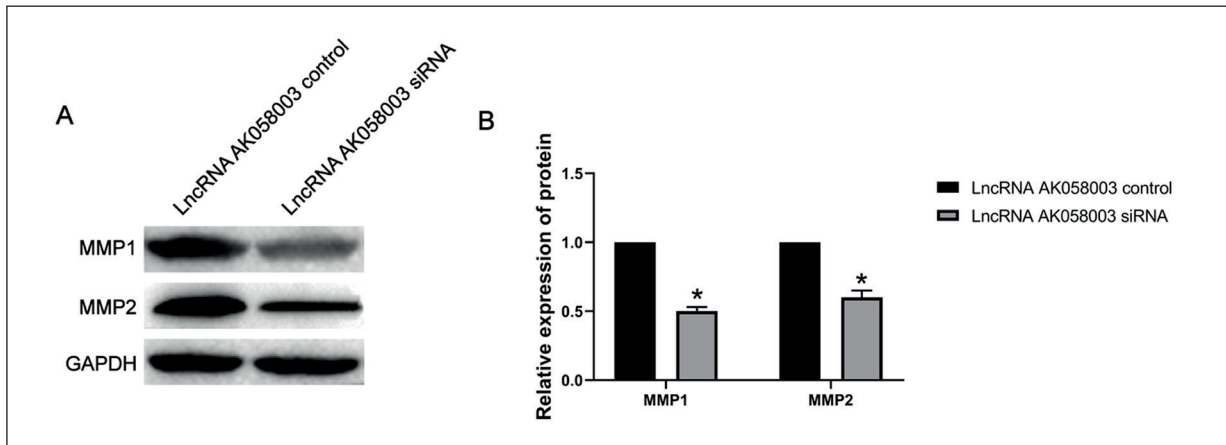 A
LncRNA AK058003 control
LncRNA AK058003 siRNA
MMP1
MMP2
GAPDH
B
Relative expression of protein
1.5
1.0
0.5
0.0
*
*
MMP1
MMP2
LncRNA AK058003 control
LncRNA AK058003 siRNA